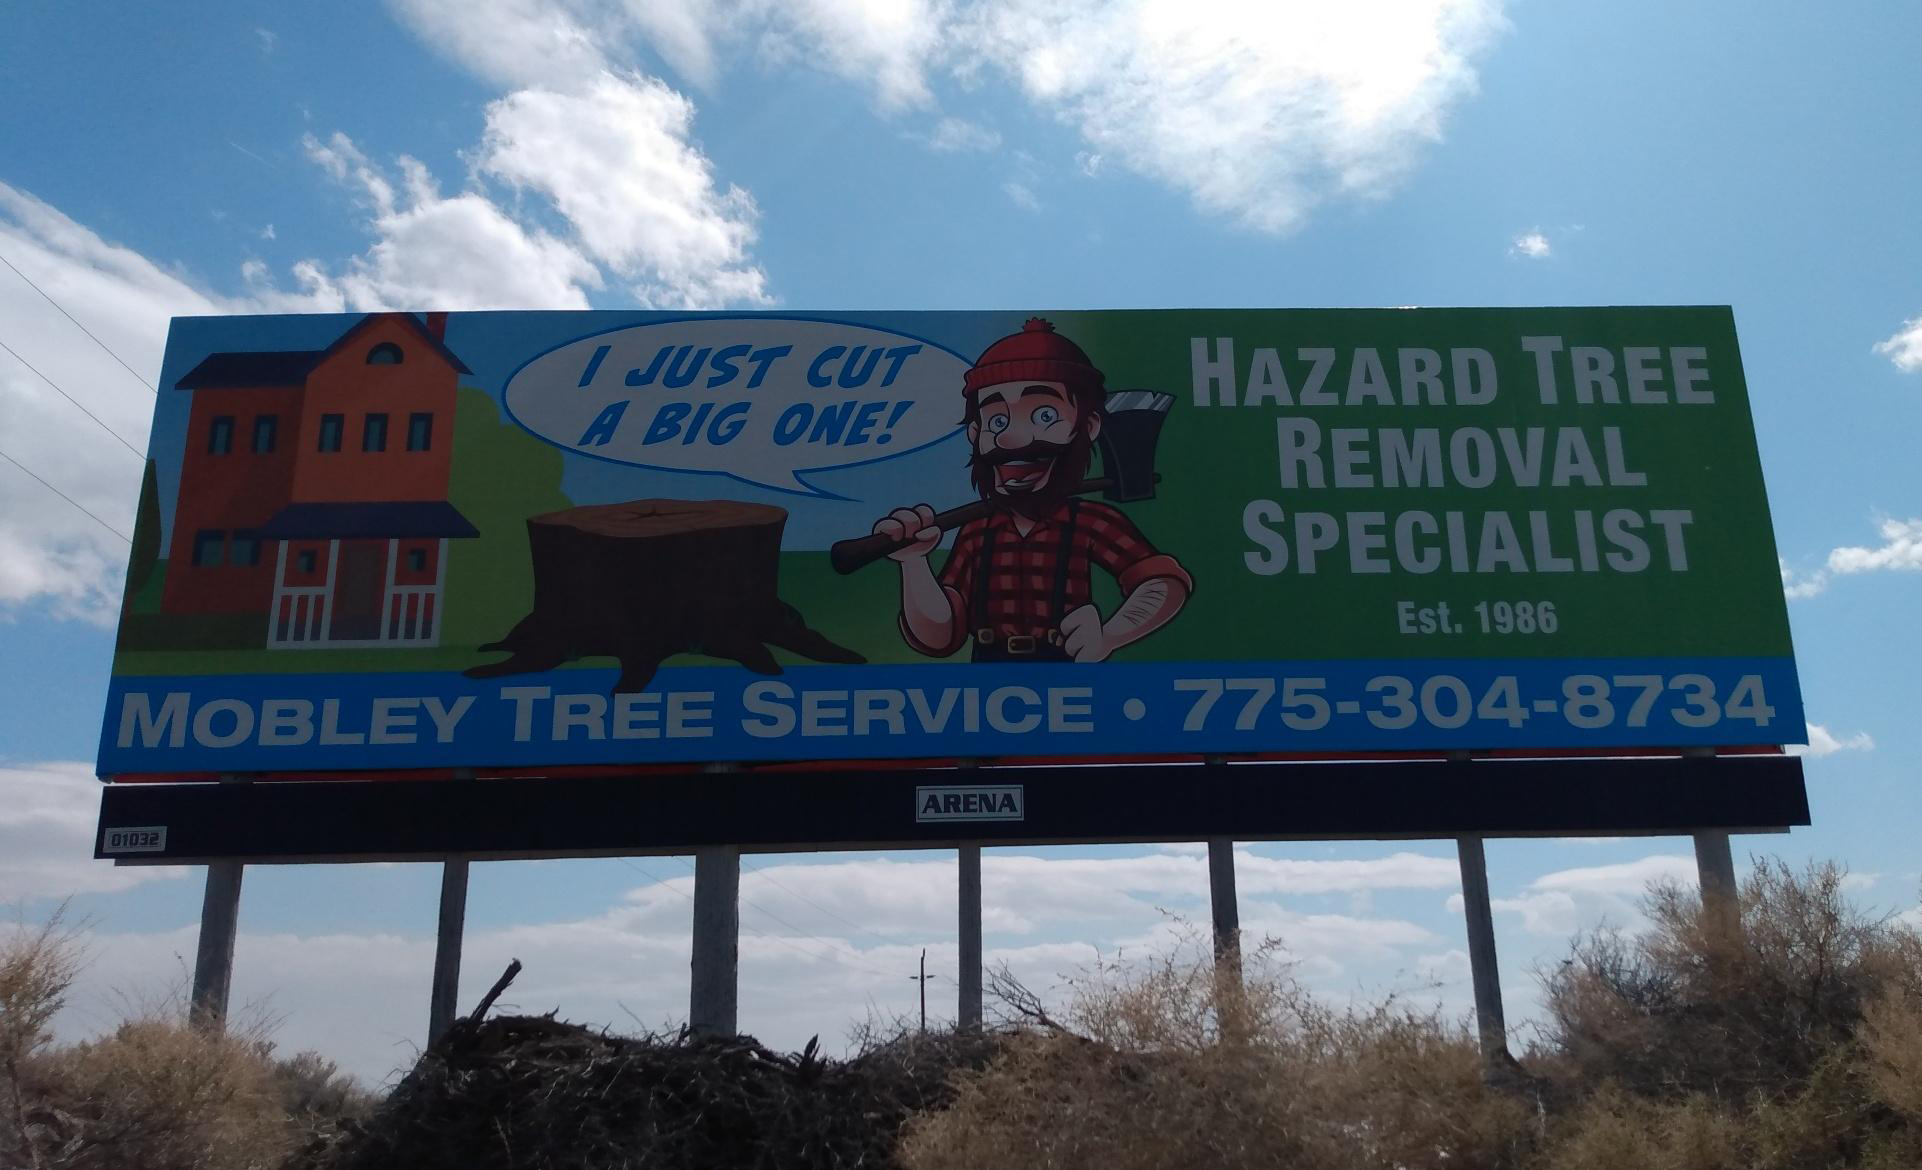 I JUST CUT
A BIG ONE!
HAZARD TREE
REMOVAL
SPECIALIST
Est. 1986
MOBLEY TREE SERVICE • 775-304-8734
ARENA
01032